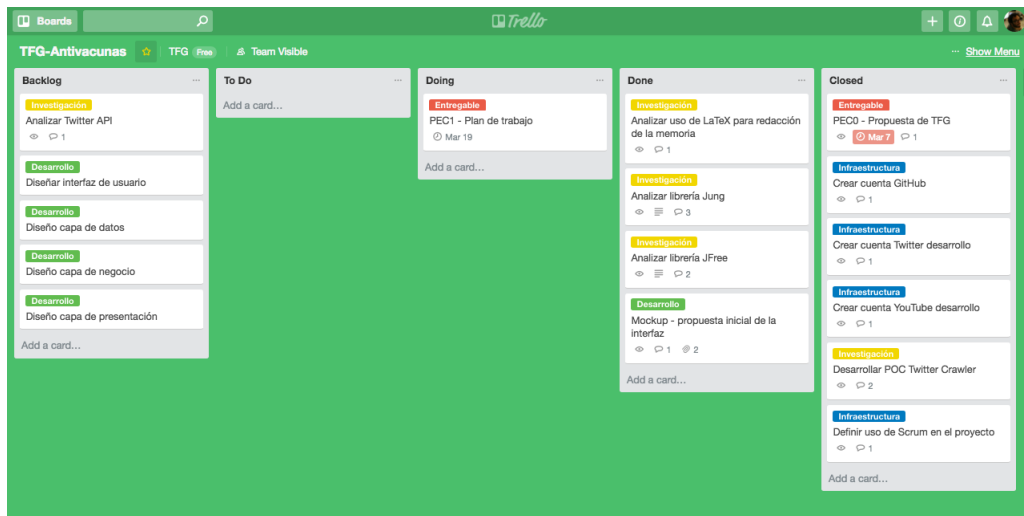 Boards
Trello
TFG-Antivacunas
TFG Free
Team Visible
... Show Menu
Backlog
Investigación
Analizar Twitter API
1
Desarrollo
Diseñar interfaz de usuario
Desarrollo
Diseño capa de datos
Desarrollo
Diseño capa de negocio
Desarrollo
Diseño capa de presentación
Add a card...
To Do
Add a card...
Doing
Entregable
PEC1 - Plan de trabajo
Mar 19
Add a card...
Done
Investigación
Analizar uso de LaTeX para redacción
de la memoria
1
Investigación
Analizar librería Jung
3
Investigación
Analizar librería JFree
2
Desarrollo
Mockup - propuesta inicial de la
interfaz
1 2
Add a card...
Closed
Entregable
PEC0 - Propuesta de TFG
Mar 7 1
Infraestructura
Crear cuenta GitHub
1
Infraestructura
Crear cuenta Twitter desarrollo
1
Infraestructura
Crear cuenta YouTube desarrollo
1
Investigación
Desarrollar POC Twitter Crawler
2
Infraestructura
Definir uso de Scrum en el proyecto
1
Add a card...